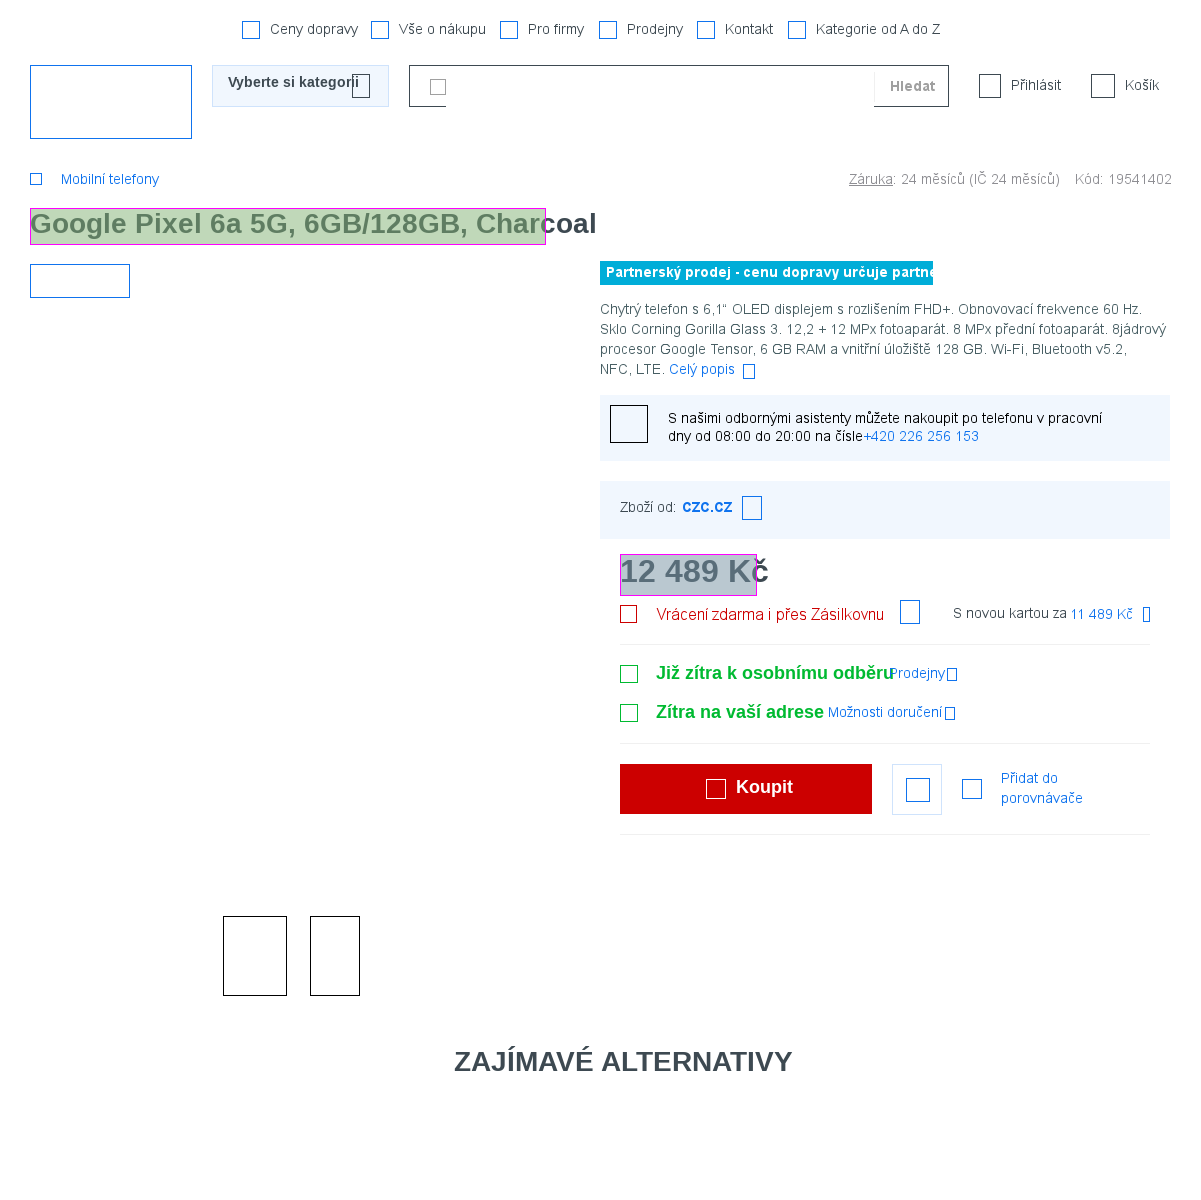 Ceny dopravy Vše o nákupu Pro firmy Prodejny Kontakt Kategorie od A do Z
Vyberte si kategorii Hledat Přihlásit Košík
Mobilní telefony Záruka: 24 měsíců (IČ 24 měsíců) Kód: 19541402
Google Pixel 6a 5G, 6GB/128GB, Charcoal
Partnerský prodej - cenu dopravy určuje partne
Chytrý telefon s 6,1“ OLED displejem s rozlišením FHD+. Obnovovací frekvence 60 Hz.
Sklo Corning Gorilla Glass 3. 12,2 + 12 MPx fotoaparát. 8 MPx přední fotoaparát. 8jádrový
procesor Google Tensor, 6 GB RAM a vnitřní úložiště 128 GB. Wi-Fi, Bluetooth v5.2,
NFC, LTE. Celý popis
S našimi odbornými asistenty můžete nakoupit po telefonu v pracovní
dny od 08:00 do 20:00 na čísle+420 226 256 153
Zboží od: CZC.CZ
12 489 Kč
Vrácení zdarma i přes Zásilkovnu S novou kartou za 11 489 Kč
Již zítra k osobnímu odběru Prodejny
Zítra na vaší adrese Možnosti doručení
Koupit Přidat do
porovnávače
ZAJÍMAVÉ ALTERNATIVY